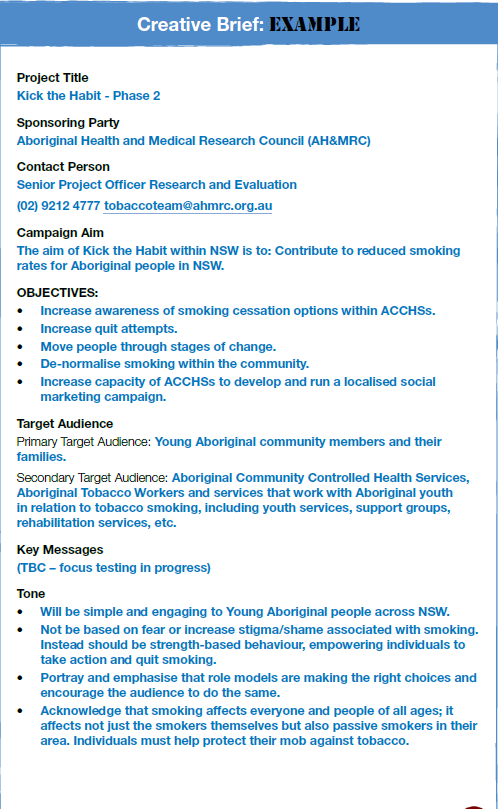 Creative Brief: EXAMPLE
Project Title
Kick the Habit - Phase 2
Sponsoring Party
Aboriginal Health and Medical Research Council (AH&MRC)
Contact Person
Senior Project Officer Research and Evaluation
(02) 9212 4777 tobaccoteam@ahmrc.org.au
Campaign Aim
The aim of Kick the Habit within NSW is to: Contribute to reduced smoking
rates for Aboriginal people in NSW.
OBJECTIVES:
• Increase awareness of smoking cessation options within ACCHSs.
• Increase quit attempts.
• Move people through stages of change.
• De-normalise smoking within the community.
• Increase capacity of ACCHSs to develop and run a localised social
marketing campaign.
Target Audience
Primary Target Audience: Young Aboriginal community members and their
families.
Secondary Target Audience: Aboriginal Community Controlled Health Services,
Aboriginal Tobacco Workers and services that work with Aboriginal youth
in relation to tobacco smoking, including youth services, support groups,
rehabilitation services, etc.
Key Messages
(TBC – focus testing in progress)
Tone
• Will be simple and engaging to Young Aboriginal people across NSW.
• Not be based on fear or increase stigma/shame associated with smoking.
Instead should be strength-based behaviour, empowering individuals to
take action and quit smoking.
• Portray and emphasise that role models are making the right choices and
encourage the audience to do the same.
• Acknowledge that smoking affects everyone and people of all ages; it
affects not just the smokers themselves but also passive smokers in their
area. Individuals must help protect their mob against tobacco.